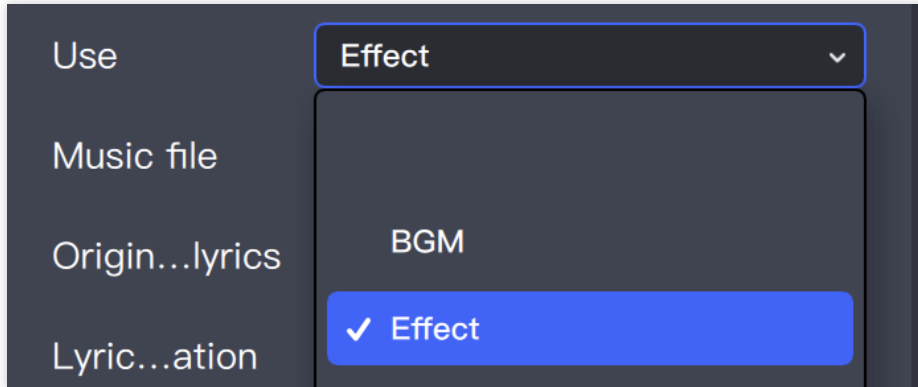 Use
Effect
Music file
BGM
Origin...lyrics
Effect
Lyric...ation